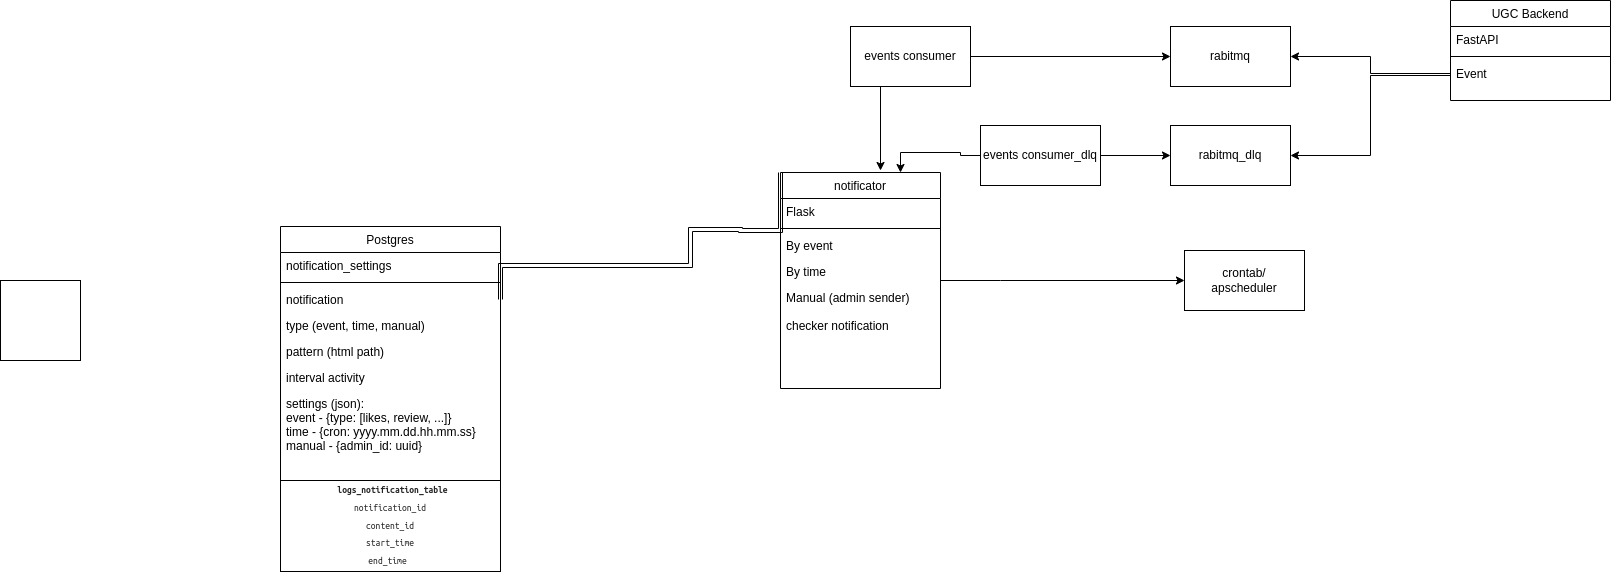 UGC Backend
FastAPI
Event
events consumer
rabitmq
events consumer_dlq
rabitmq_dlq
notificator
Flask
By event
By time
Manual (admin sender)
checker notification
crontab/
apscheduler
Postgres
notification_settings
notification
type (event, time, manual)
pattern (html path)
interval activity
settings (json):
event - {type: [likes, review, ...]}
time - {cron: yyyy.mm.dd.hh.mm.ss}
manual - {admin_id: uuid}
logs_notification_table
notification_id
content_id
start_time
end_time